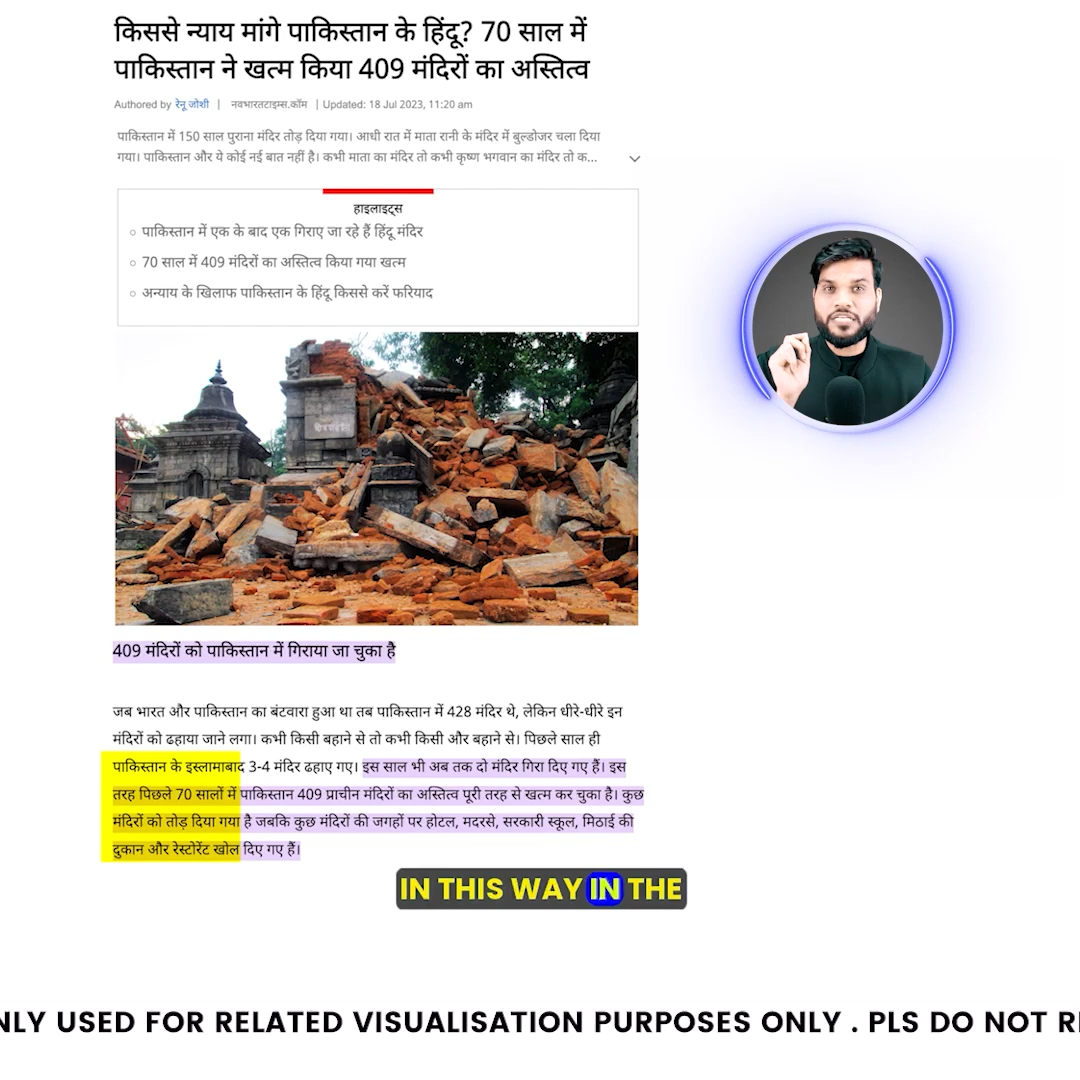 किससे न्याय मांगे पाकिस्तान के हिंदू? 70 साल में
पाकिस्तान ने खत्म किया 409 मंदिरों का अस्तित्व
Authored by रेनू जोशी | नवभारतटाइम्स.कॉम | Updated: 18 Jul 2023, 11:20 am
पाकिस्तान में 150 साल पुराना मंदिर तोड़ दिया गया। आधी रात में माता रानी के मंदिर में बुल्डोजर चला दिया
गया। पाकिस्तान और ये कोई नई बात नहीं है। कभी माता का मंदिर तो कभी कृष्ण भगवान का मंदिर तो क...
हाइलाइट्स
पाकिस्तान में एक के बाद एक गिराए जा रहे हैं हिंदू मंदिर
70 साल में 409 मंदिरों का अस्तित्व किया गया खत्म
अन्याय के खिलाफ पाकिस्तान के हिंदू किससे करें फरियाद
409 मंदिरों को पाकिस्तान में गिराया जा चुका है
जब भारत और पाकिस्तान का बंटवारा हुआ था तब पाकिस्तान में 428 मंदिर थे, लेकिन धीरे-धीरे इन
मंदिरों को ढहाया जाने लगा। कभी किसी बहाने से तो कभी किसी और बहाने से। पिछले साल ही
पाकिस्तान के इस्लामाबाद 3-4 मंदिर ढहाए गए। इस साल भी अब तक दो मंदिर गिरा दिए गए हैं। इस
तरह पिछले 70 सालों में पाकिस्तान 409 प्राचीन मंदिरों का अस्तित्व पूरी तरह से खत्म कर चुका है। कुछ
मंदिरों को तोड़ दिया गया है जबकि कुछ मंदिरों की जगहों पर होटल, मदरसे, सरकारी स्कूल, मिठाई की
दुकान और रेस्टोरेंट खोल दिए गए हैं।
IN THIS WAY IN THE
NLY USED FOR RELATED VISUALISATION PURPOSES ONLY . PLS DO NOT R